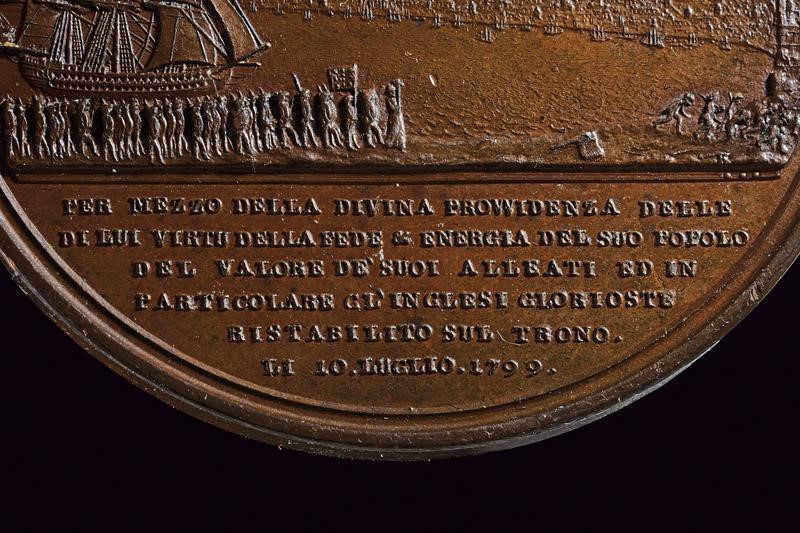 PER MEZZO DELLA DIVINA PROWIDENZA DELLE
DI LUI VIRTU DELLA FEDE & ENERGIA DEL SUO POPOLO
DEL VALORE DE' SUOI ALLEATI ED IN
PARTICOLARE GL'INGLESI GLORIOSTE
RISTABILITO SUL TRONO.
LI 10.LUGLIO.1799.